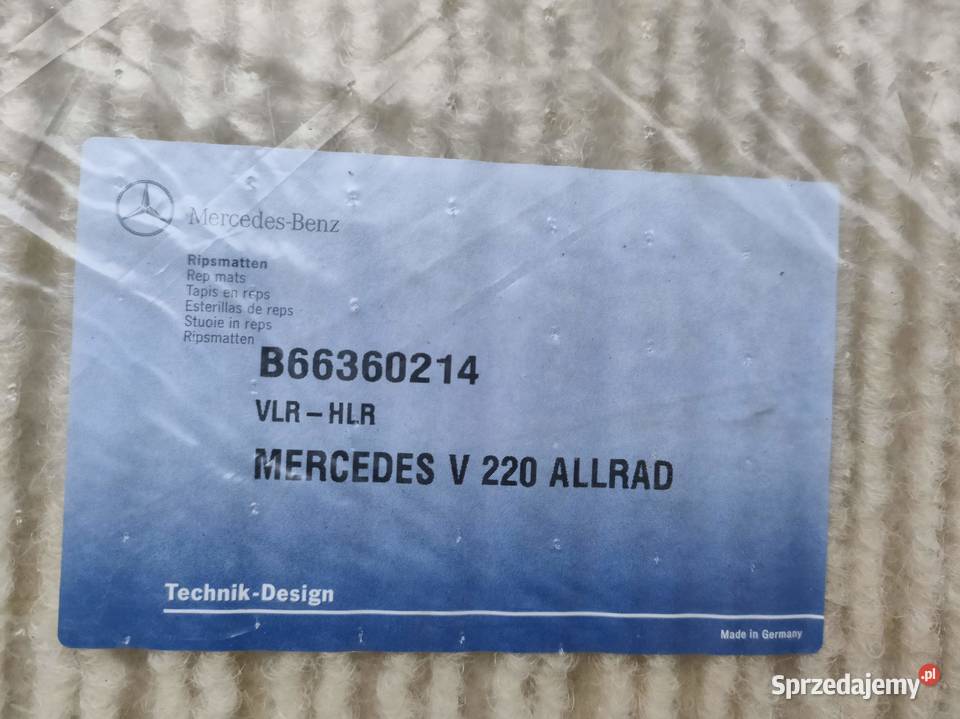 Mercedes-Benz
Ripsmatten
Rep mats
Tapis en reps
Esterillas de reps
Stuoie in reps
Ripsmatten
B66360214
VLR – HLR
MERCEDES V 220 ALLRAD
Technik-Design
Made in Germany
Sprzedajemy.pl